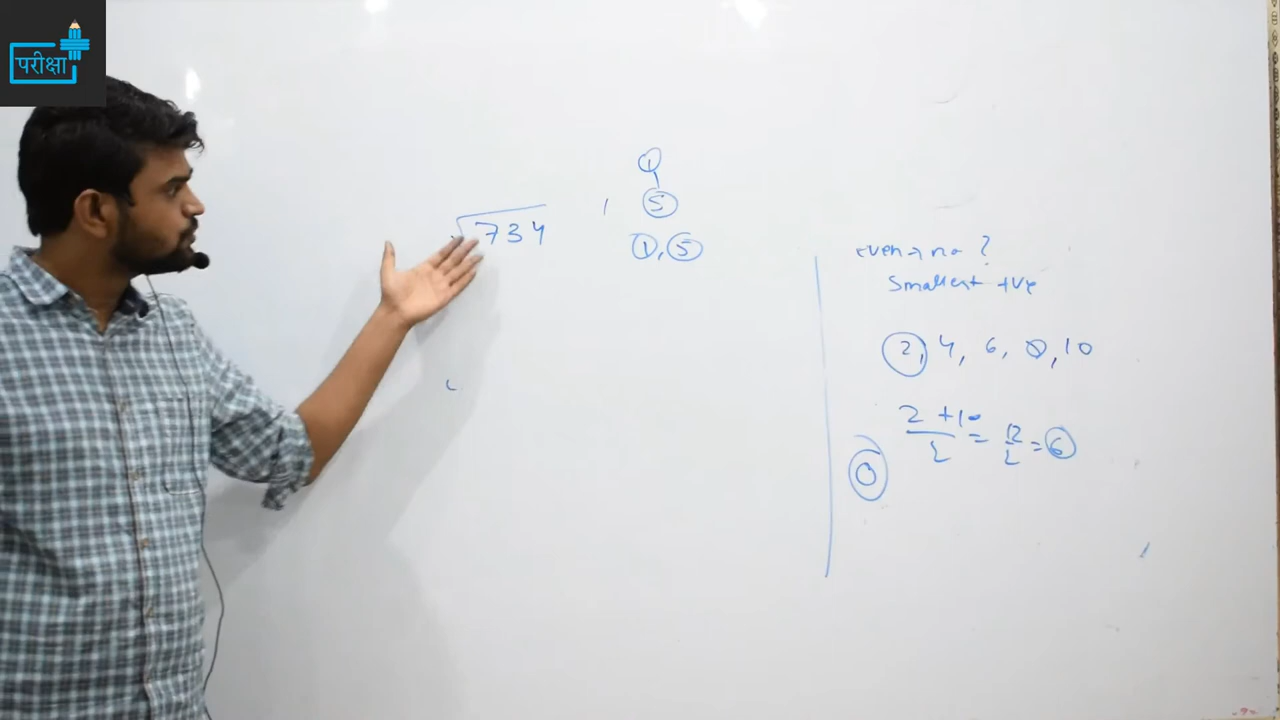 परीक्षा
1
5
√734
1, 5
even → no ?
Smallest +ve
2, 4, 6, 8, 10
2 + 10 / 2 = 12 / 2 = 6
0